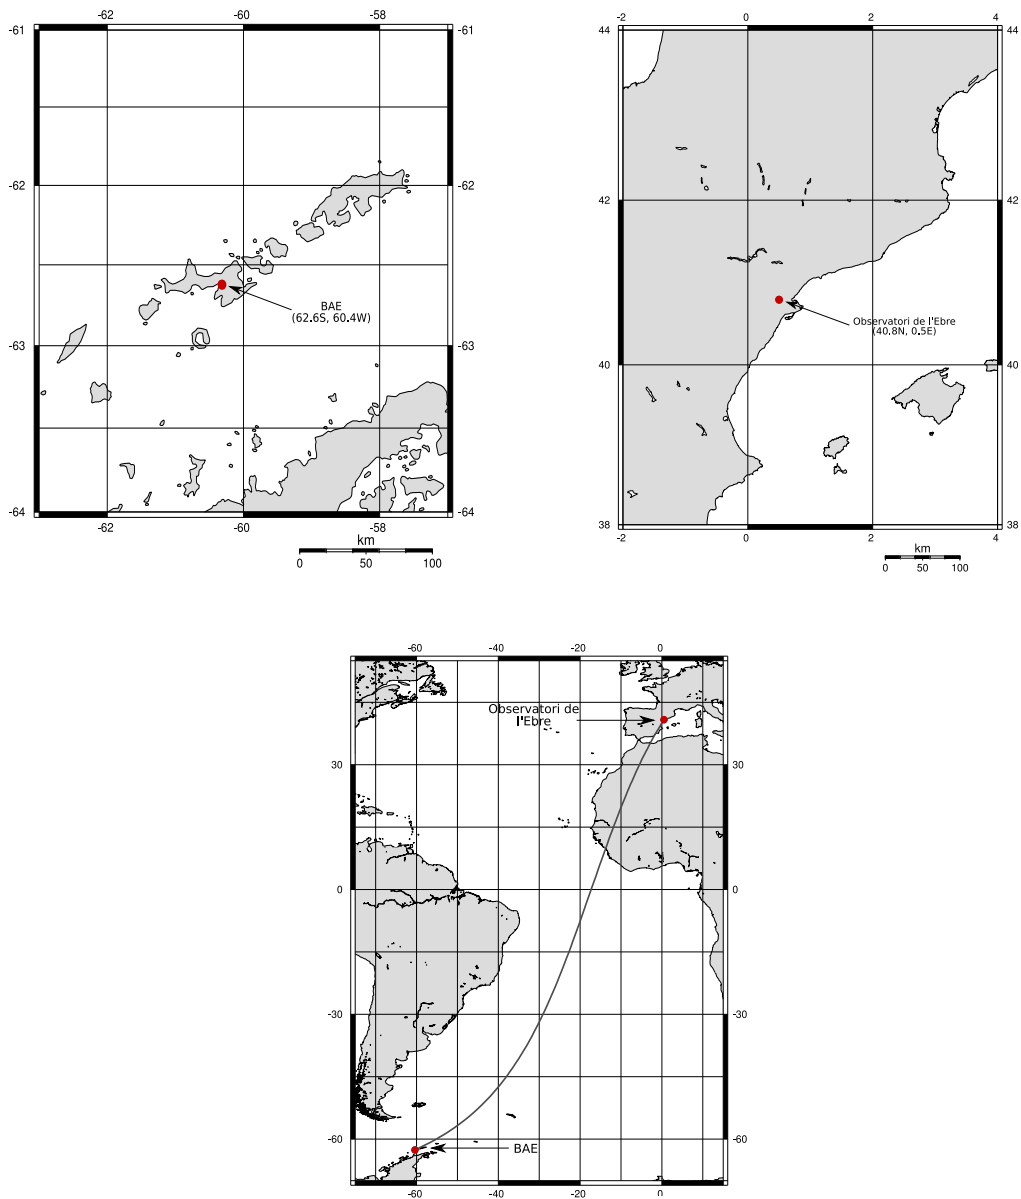 -62 -60 -58
-61 -61
-62 -62
BAE
(62.6S, 60.4W)
-63 -63
-64 -64
-62 -60 -58
km
0 50 100
-2 0 2 4
44 44
42 42
Observatori de l'Ebre
(40.8N, 0.5E)
40 40
38 38
-2 0 2 4
km
0 50 100
-60 -40 -20 0
Observatori de
l'Ebre
30 30
0 0
-30 -30
-60 -60
BAE
-60 -40 -20 0